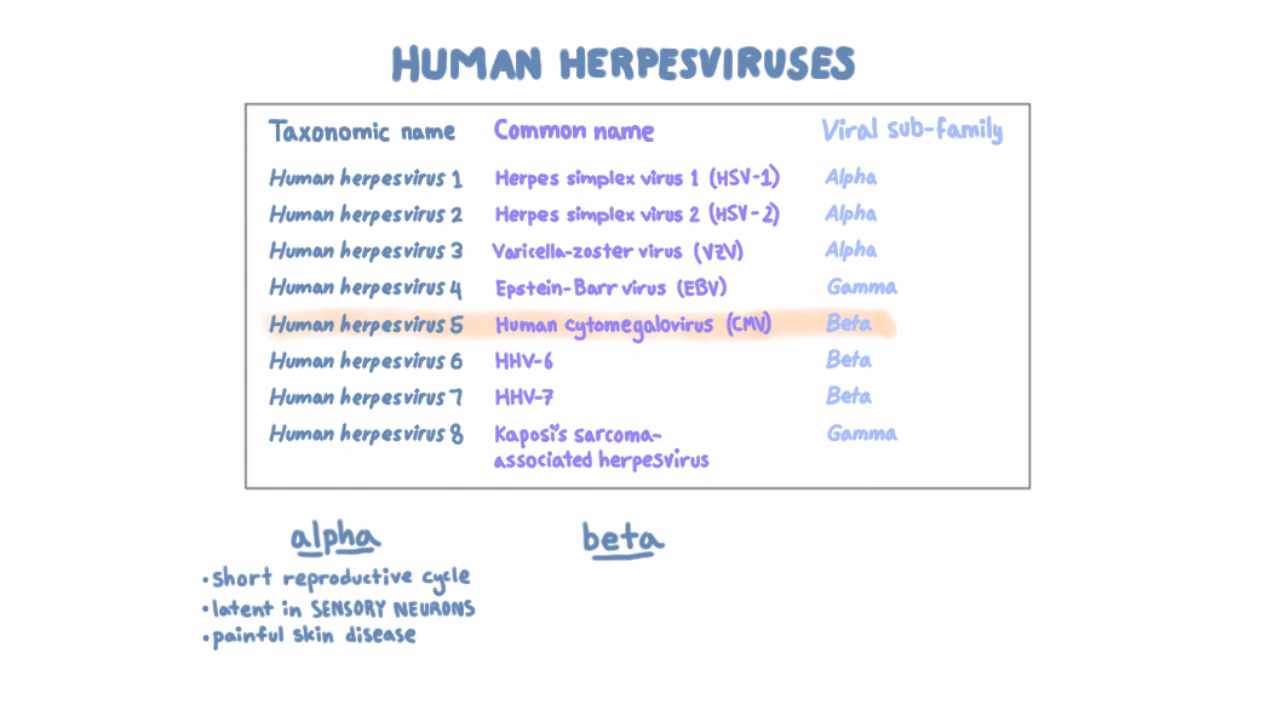 HUMAN HERPESVIRUSES
Taxonomic name Common name Viral sub-family
Human herpesvirus 1 Herpes simplex virus 1 (HSV-1) Alpha
Human herpesvirus 2 Herpes simplex virus 2 (HSV-2) Alpha
Human herpesvirus 3 Varicella-zoster virus (VZV) Alpha
Human herpesvirus 4 Epstein-Barr virus (EBV) Gamma
Human herpesvirus 5 Human cytomegalovirus (CMV) Beta
Human herpesvirus 6 HHV-6 Beta
Human herpesvirus 7 HHV-7 Beta
Human herpesvirus 8 Kaposi's sarcoma- Gamma
associated herpesvirus
alpha beta
• short reproductive cycle
• latent in SENSORY NEURONS
• painful skin disease